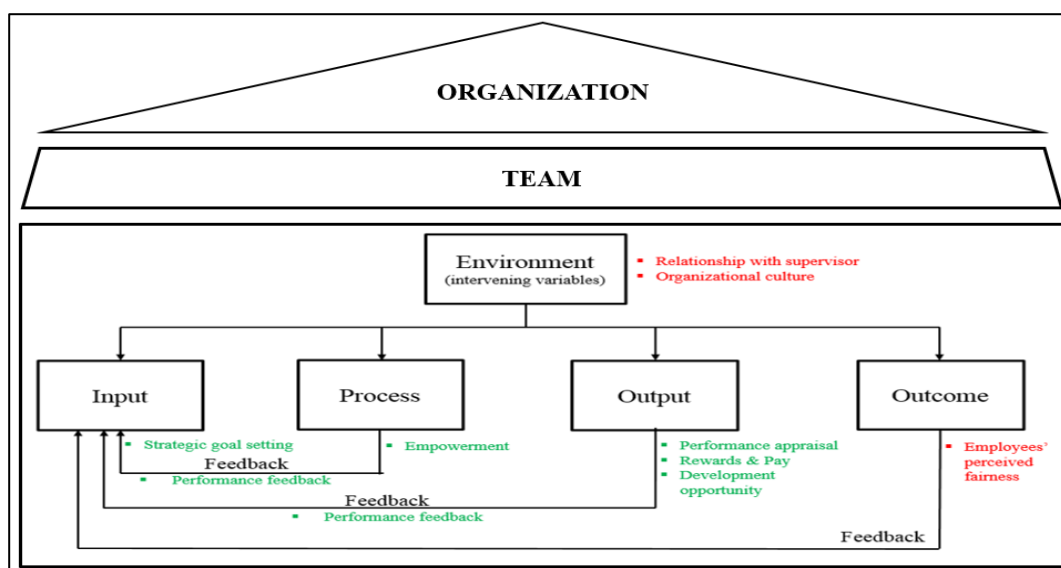 ORGANIZATION
TEAM
Environment
(intervening variables)
▪ Relationship with supervisor
▪ Organizational culture
Input
Process
Output
Outcome
▪ Strategic goal setting
▪ Empowerment
▪ Performance appraisal
▪ Rewards & Pay
▪ Development
opportunity
▪ Employees'
perceived
fairness
Feedback
▪ Performance feedback
Feedback
▪ Performance feedback
Feedback